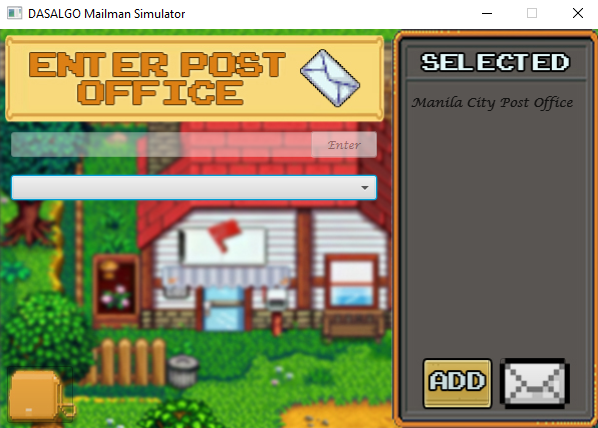 DASALGO Mailman Simulator
ENTER POST
OFFICE
Enter
SELECTED
Manila City Post Office
ADD